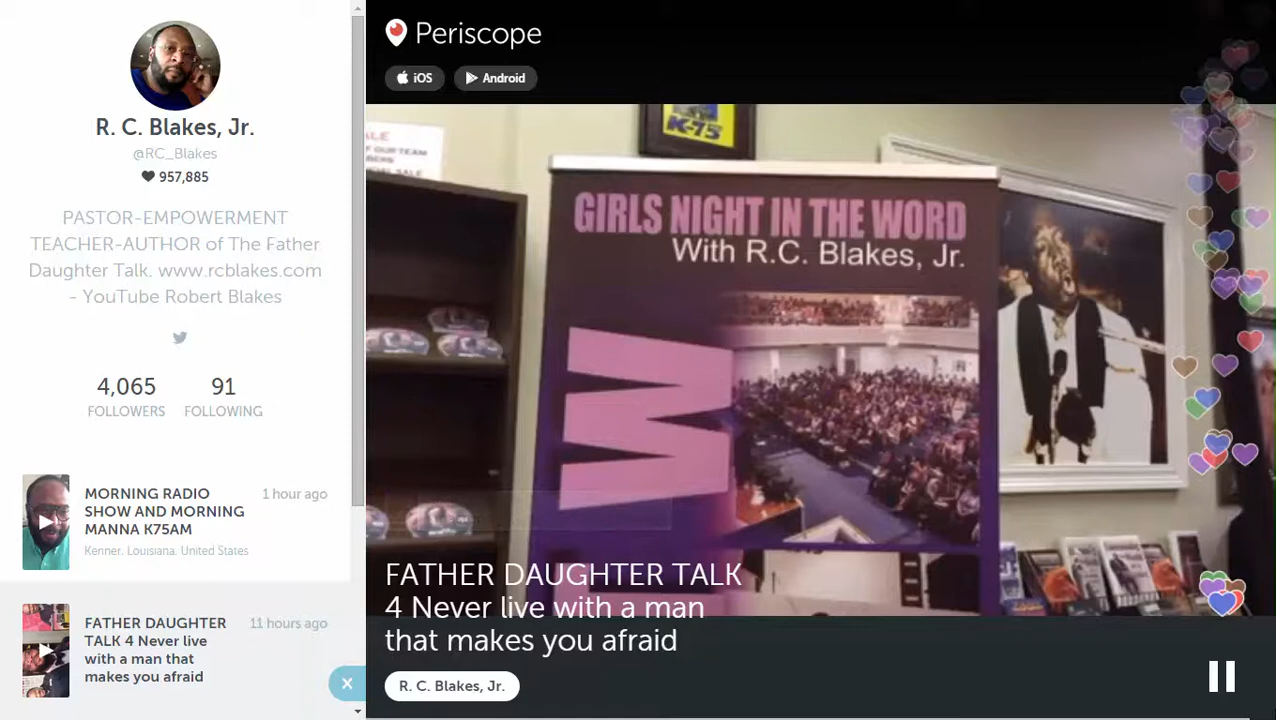 R. C. Blakes, Jr.
@RC_Blakes
957,885
PASTOR-EMPOWERMENT
TEACHER-AUTHOR of The Father
Daughter Talk. www.rcblakes.com
- YouTube Robert Blakes
4,065
91
FOLLOWERS
FOLLOWING
MORNING RADIO
SHOW AND MORNING
MANNA K75AM
1 hour ago
Kenner. Louisiana. United States
FATHER DAUGHTER
TALK 4 Never live
with a man that
makes you afraid
11 hours ago
Periscope
iOS
Android
K-75
OF OUR TEAM
GIRLS NIGHT IN THE WORD
With R.C. Blakes, Jr.
W
FATHER DAUGHTER TALK
4 Never live with a man
that makes you afraid
R. C. Blakes, Jr.